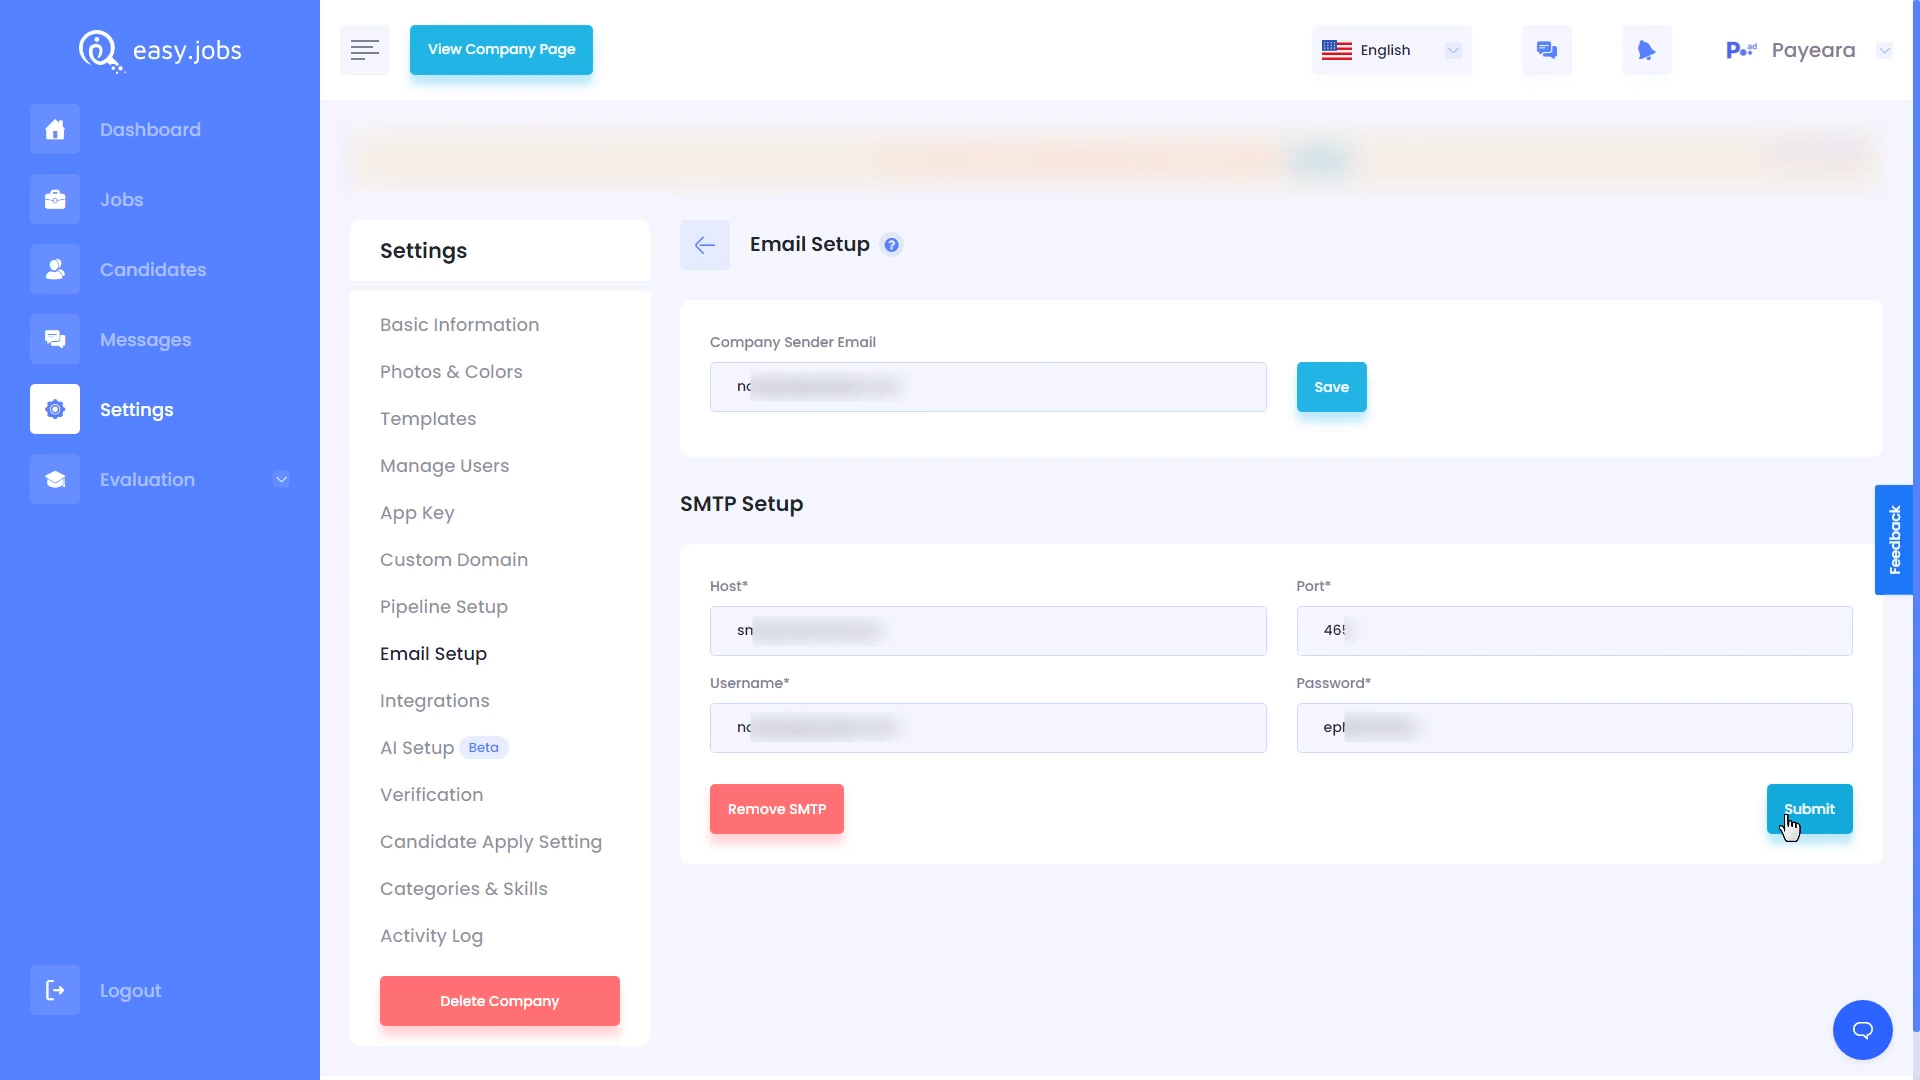 easy.jobs
View Company Page
English
Payeara
Dashboard
Jobs
Candidates
Messages
Settings
Evaluation
Logout
Settings
Basic Information
Photos & Colors
Templates
Manage Users
App Key
Custom Domain
Pipeline Setup
Email Setup
Integrations
AI Setup Beta
Verification
Candidate Apply Setting
Categories & Skills
Activity Log
Delete Company
Email Setup ?
Company Sender Email
Save
SMTP Setup
Host*
Port*
465
Username*
Password*
Remove SMTP
Submit
Feedback